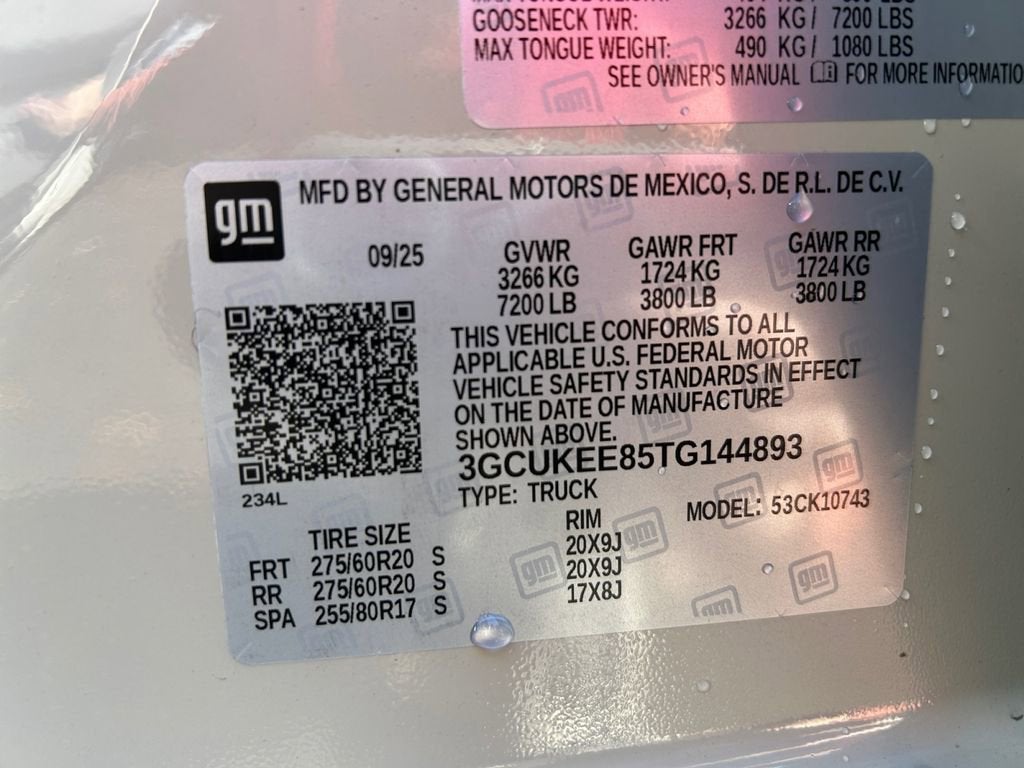 GOOSENECK TWR: 3266 KG / 7200 LBS
MAX TONGUE WEIGHT: 490 KG / 1080 LBS
SEE OWNER'S MANUAL FOR MORE INFORMATIO
gm MFD BY GENERAL MOTORS DE MEXICO, S. DE R.L. DE C.V.
09/25 GVWR GAWR FRT GAWR RR
3266 KG 1724 KG 1724 KG
7200 LB 3800 LB 3800 LB
THIS VEHICLE CONFORMS TO ALL
APPLICABLE U.S. FEDERAL MOTOR
VEHICLE SAFETY STANDARDS IN EFFECT
ON THE DATE OF MANUFACTURE
SHOWN ABOVE.
3GCUKEE85TG144893
234L
TYPE: TRUCK MODEL: 53CK10743
TIRE SIZE RIM
FRT 275/60R20 S 20X9J
RR 275/60R20 S 20X9J
SPA 255/80R17 S 17X8J